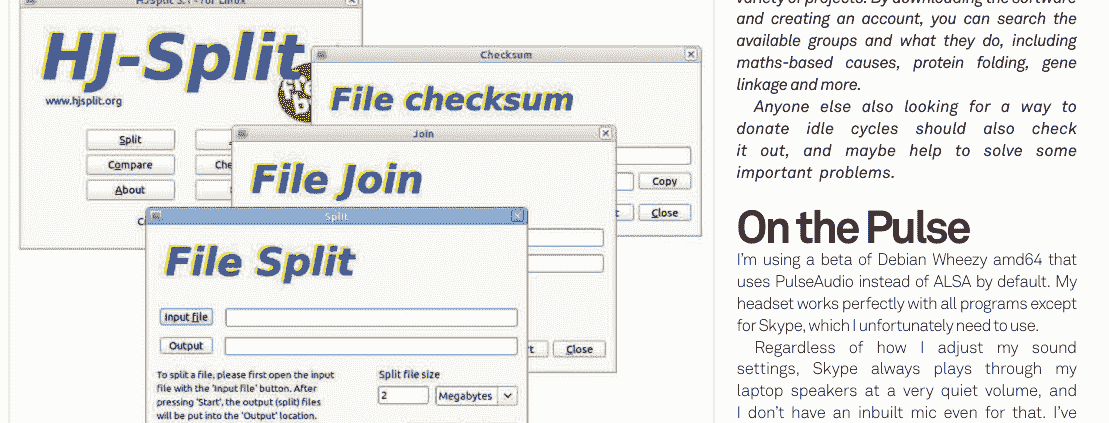 HJ-Split 3.1 - for Linux
HJ-Split
www.hjsplit.org
Split
Compare
About
Checksum
File checksum
Copy
Close
Join
File Join
Close
Split
File Split
Input file
Output
To split a file, please first open the input
file with the 'Input file' button. After
pressing 'Start', the output (split) files
will be put into the 'Output' location.
Split file size
2
Megabytes
variety of projects. By downloading the software
and creating an account, you can search the
available groups and what they do, including
maths-based causes, protein folding, gene
linkage and more.
Anyone else also looking for a way to
donate idle cycles should also check
it out, and maybe help to solve some
important problems.
On the Pulse
I'm using a beta of Debian Wheezy amd64 that
uses PulseAudio instead of ALSA by default. My
headset works perfectly with all programs except
for Skype, which I unfortunately need to use.
Regardless of how I adjust my sound
settings, Skype always plays through my
laptop speakers at a very quiet volume, and
I don't have an inbuilt mic even for that. I've